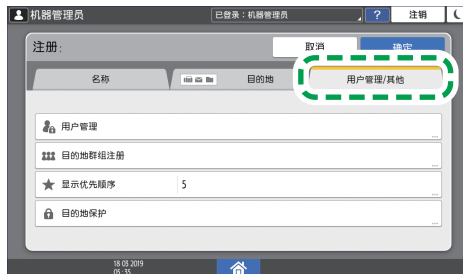 机器管理员 已登录：机器管理员 ? 注销
注册: 取消 确定
名称 目的地 用户管理/其他
用户管理
目的地群组注册
显示优先顺序 5
目的地保护
18 03 2019
05:35